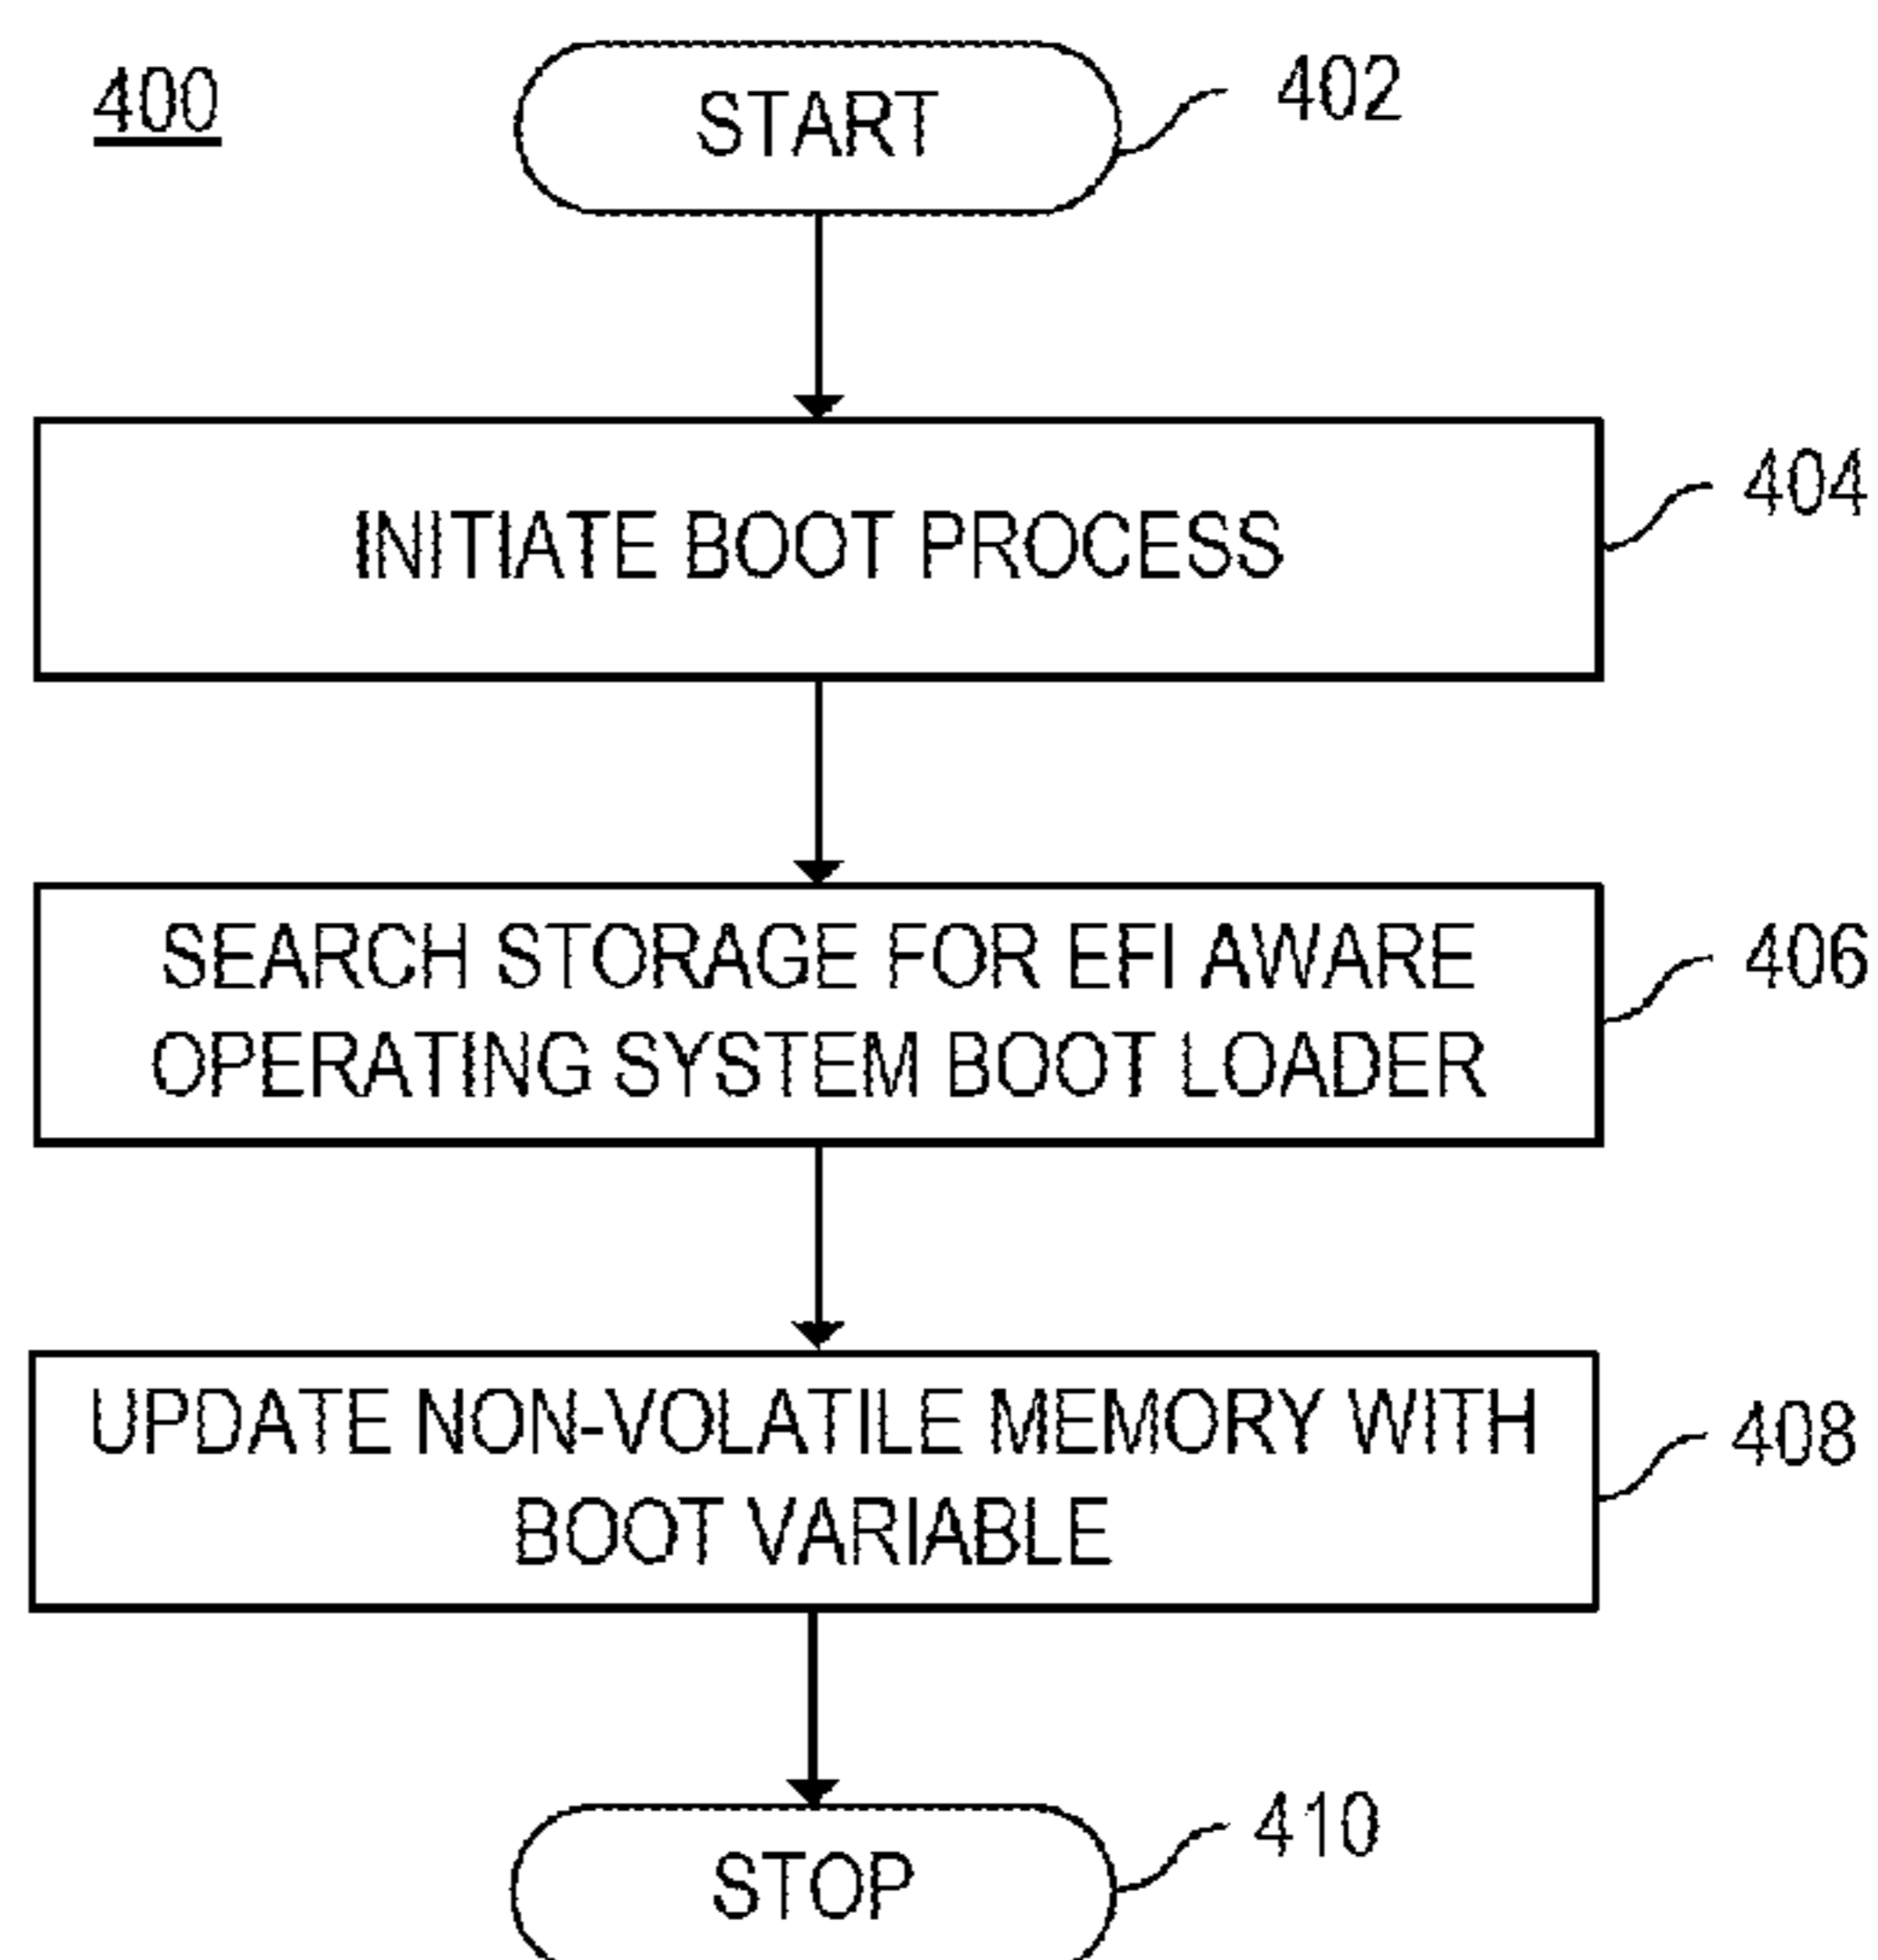 400
START
402
INITIATE BOOT PROCESS
404
SEARCH STORAGE FOR EFI AWARE
OPERATING SYSTEM BOOT LOADER
406
UPDATE NON-VOLATILE MEMORY WITH
BOOT VARIABLE
408
STOP
410